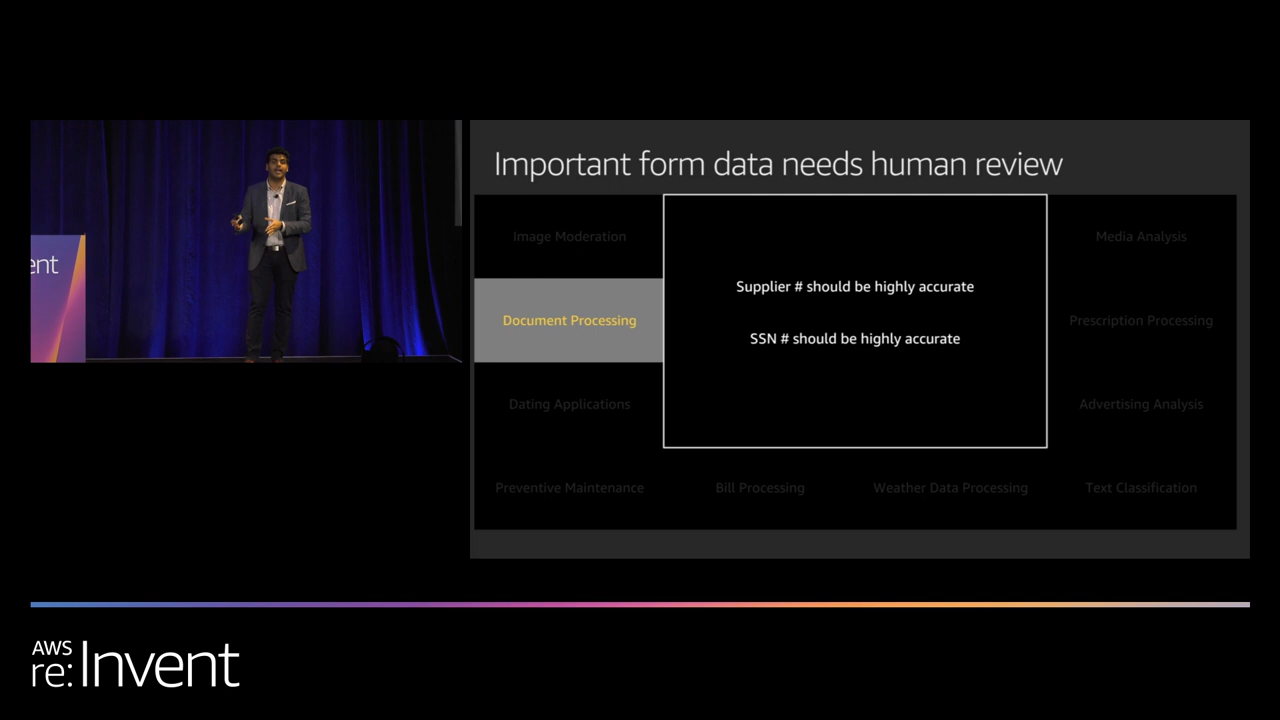 ent
Important form data needs human review
Image Moderation
Media Analysis
Supplier # should be highly accurate
Document Processing
Prescription Processing
SSN # should be highly accurate
Dating Applications
Advertising Analysis
Preventive Maintenance
Bill Processing
Weather Data Processing
Text Classification
AWS
re:Invent